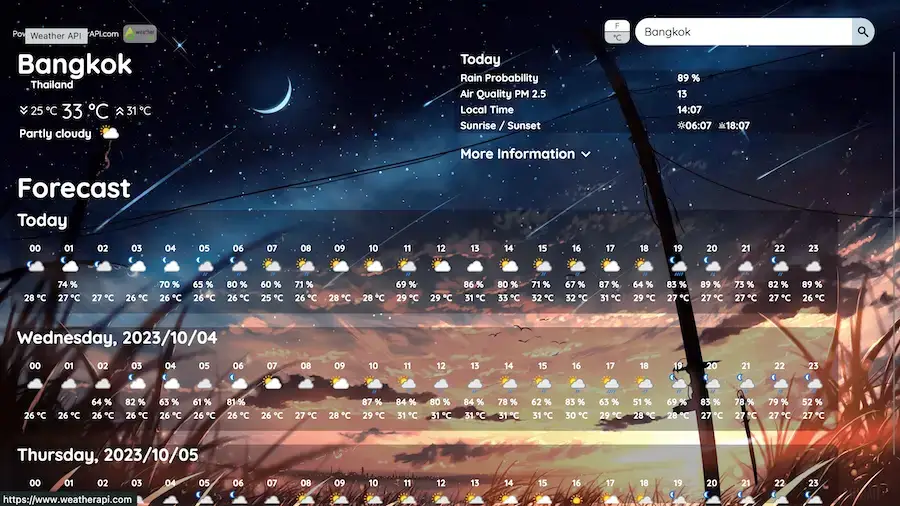 Powe Weather API rAPI.com weather
F
°C
Bangkok
Bangkok
Thailand
25 °C 33 °C 31 °C
Partly cloudy
Today
Rain Probability 89 %
Air Quality PM 2.5 13
Local Time 14:07
Sunrise / Sunset 06:07 18:07
More Information
Forecast
Today
00 01 02 03 04 05 06 07 08 09 10 11 12 13 14 15 16 17 18 19 20 21 22 23
74 % 70 % 65 % 80 % 60 % 71 % 69 % 86 % 80 % 71 % 67 % 87 % 64 % 83 % 89 % 73 % 82 % 89 %
28 °C 27 °C 27 °C 26 °C 27 °C 26 °C 26 °C 25 °C 26 °C 28 °C 28 °C 29 °C 29 °C 31 °C 33 °C 32 °C 32 °C 31 °C 29 °C 27 °C 27 °C 27 °C 27 °C 26 °C
Wednesday, 2023/10/04
00 01 02 03 04 05 06 07 08 09 10 11 12 13 14 15 16 17 18 19 20 21 22 23
64 % 82 % 63 % 61 % 81 % 87 % 84 % 80 % 84 % 78 % 62 % 83 % 63 % 51 % 69 % 83 % 78 % 79 % 52 %
26 °C 26 °C 26 °C 26 °C 26 °C 26 °C 26 °C 26 °C 27 °C 28 °C 29 °C 31 °C 31 °C 31 °C 31 °C 31 °C 30 °C 29 °C 28 °C 28 °C 27 °C 27 °C 27 °C 27 °C
Thursday, 2023/10/05
00 01 02 03 04 05 06 07 08 09 10 11 12 13 14 15 16 17 18 19 20 21 22 23
https://www.weatherapi.com